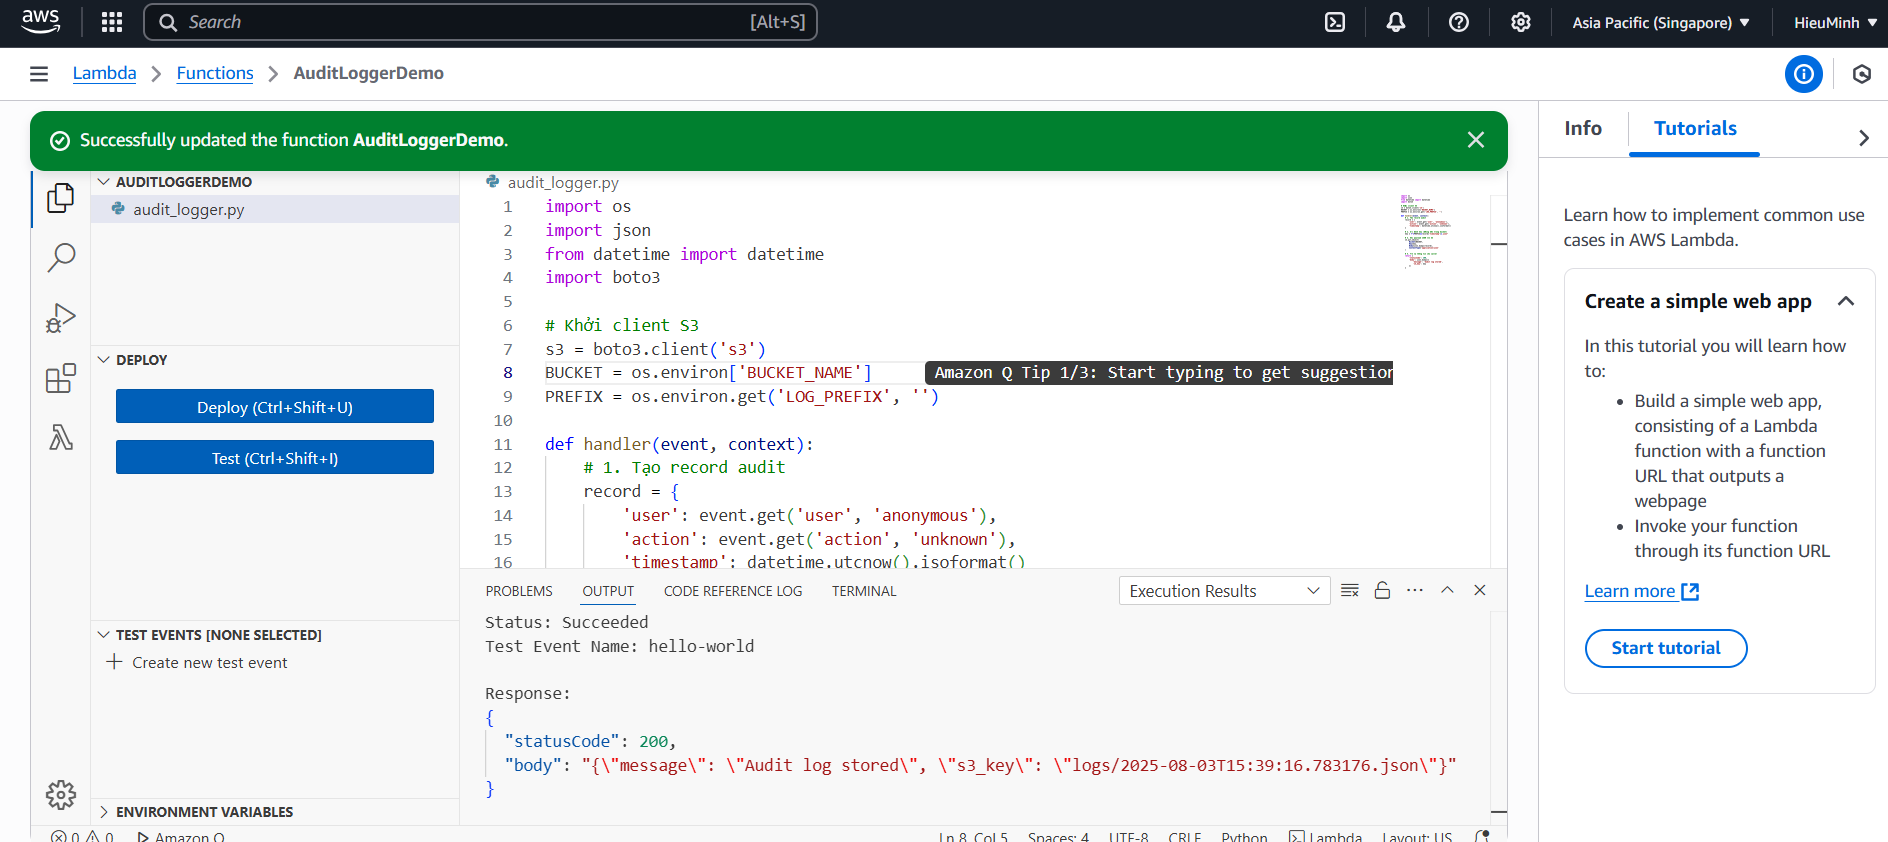 aws
Search
[Alt+S]
Asia Pacific (Singapore)
HieuMinh
Lambda
Functions
AuditLoggerDemo
Successfully updated the function AuditLoggerDemo.
AUDITLOGGERDEMO
audit_logger.py
DEPLOY
Deploy (Ctrl+Shift+U)
Test (Ctrl+Shift+I)
TEST EVENTS [NONE SELECTED]
Create new test event
ENVIRONMENT VARIABLES
audit_logger.py
1 import os
2 import json
3 from datetime import datetime
4 import boto3
5
6 # Khởi client S3
7 s3 = boto3.client('s3')
8 BUCKET = os.environ['BUCKET_NAME']
Amazon Q Tip 1/3: Start typing to get suggestion
9 PREFIX = os.environ.get('LOG_PREFIX', '')
10
11 def handler(event, context):
12 # 1. Tạo record audit
13 record = {
14 'user': event.get('user', 'anonymous'),
15 'action': event.get('action', 'unknown'),
16 'timestamp': datetime.utcnow().isoformat()
PROBLEMS
OUTPUT
CODE REFERENCE LOG
TERMINAL
Execution Results
Status: Succeeded
Test Event Name: hello-world
Response:
{
"statusCode": 200,
"body": "{\"message\": \"Audit log stored\", \"s3_key\": \"logs/2025-08-03T15:39:16.783176.json\"}"
}
0 0 Amazon Q
Ln 8, Col 5
Spaces: 4
UTF-8
CRLF
Python
Lambda
Layout: US
Info
Tutorials
Learn how to implement common use
cases in AWS Lambda.
Create a simple web app
In this tutorial you will learn how
to:
Build a simple web app,
consisting of a Lambda
function with a function
URL that outputs a
webpage
Invoke your function
through its function URL
Learn more
Start tutorial